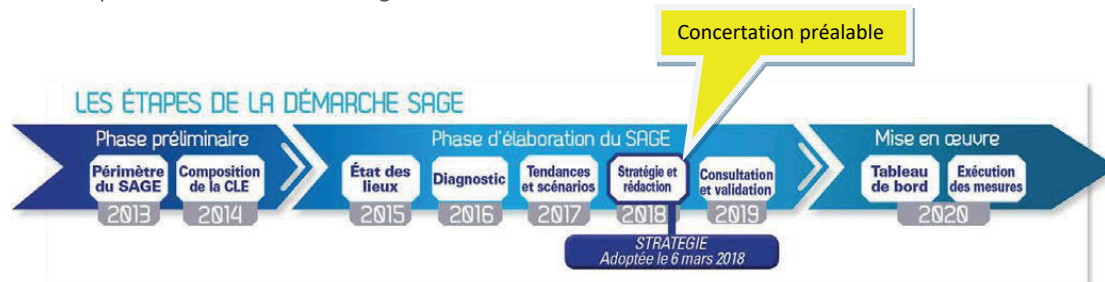 Concertation préalable
LES ÉTAPES DE LA DÉMARCHE SAGE
Phase préliminaire
Périmètre
du SAGE
2013
Composition
de la CLE
2014
Phase d'élaboration du SAGE
État des
lieux
2015
Diagnostic
2016
Tendances
et scénarios
2017
Stratégie et
rédaction
2018
Consultation
et validation
2019
STRATEGIE
Adoptée le 6 mars 2018
Mise en œuvre
Tableau
de bord
Exécution
des mesures
2020